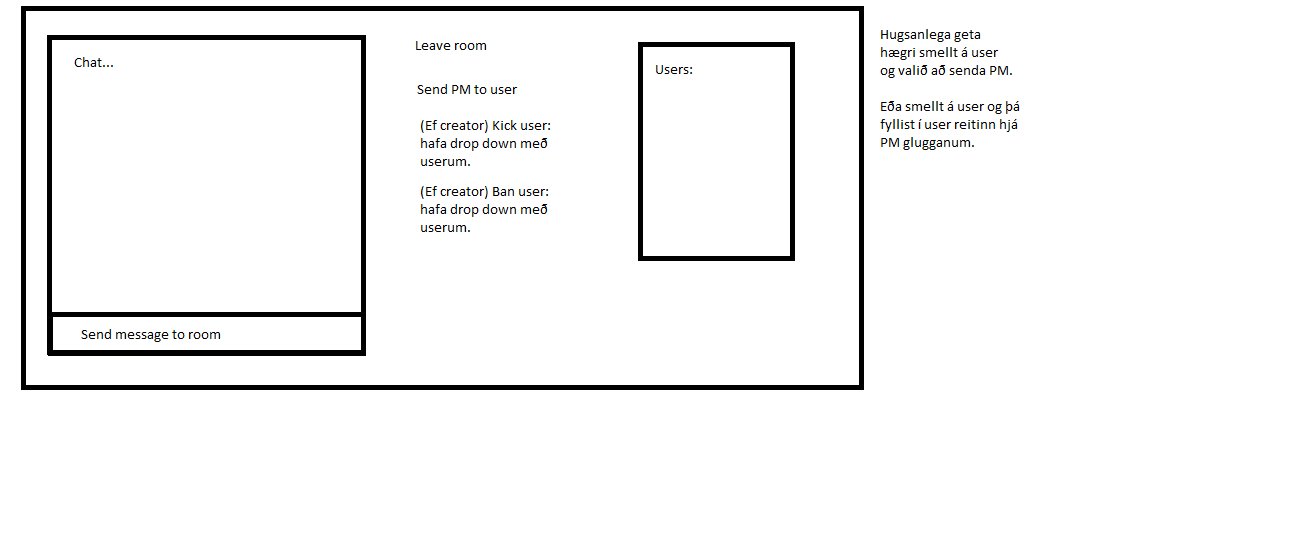 Chat...
Send message to room
Leave room
Send PM to user
(Ef creator) Kick user:
hafa drop down með
userum.
(Ef creator) Ban user:
hafa drop down með
userum.
Users:
Hugsanlega geta
hægri smellt á user
og valið að senda PM.
Eða smellt á user og þá
fyllist í user reitinn hjá
PM glugganum.